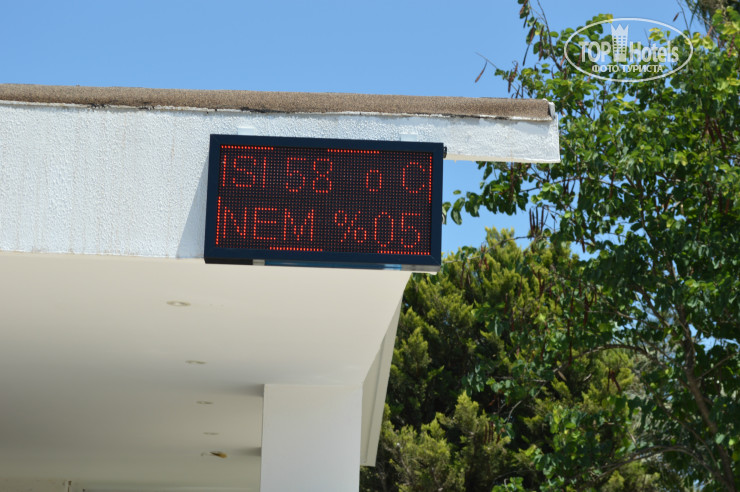 TOP Hotels
ФОТО ТУРИСТА
ISI 58 o C
NEM %05